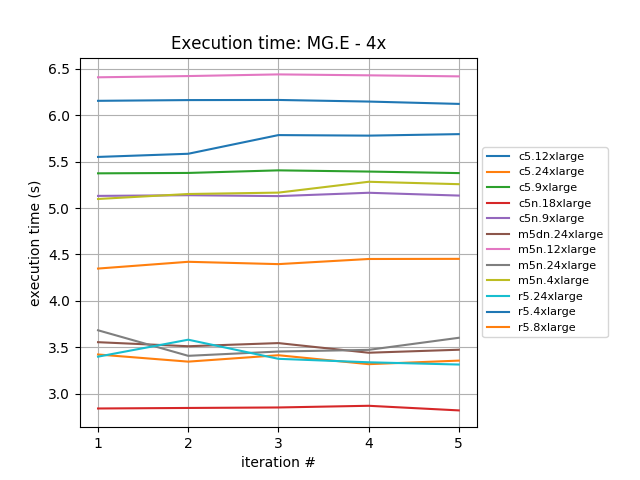 Execution time: MG.E - 4x
execution time (s)
6.5
6.0
5.5
5.0
4.5
4.0
3.5
3.0
1
2
3
4
5
iteration #
c5.12xlarge
c5.24xlarge
c5.9xlarge
c5n.18xlarge
c5n.9xlarge
m5dn.24xlarge
m5n.12xlarge
m5n.24xlarge
m5n.4xlarge
r5.24xlarge
r5.4xlarge
r5.8xlarge